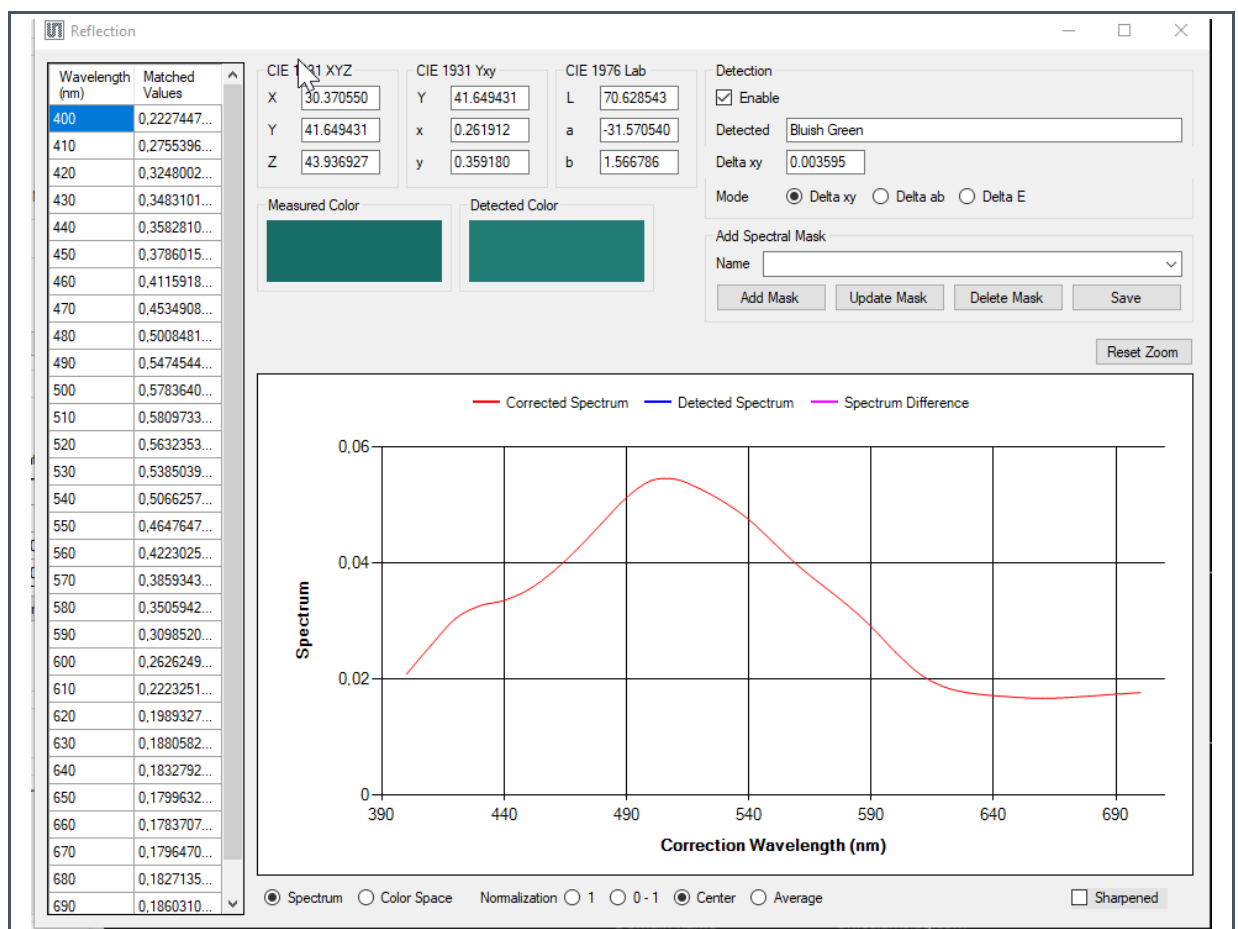 Reflection
Wavelength (nm) Matched Values
400 0,2227447...
410 0,2755396...
420 0,3248002...
430 0,3483101...
440 0,3582810...
450 0,3786015...
460 0,4115918...
470 0,4534908...
480 0,5008481...
490 0,5474544...
500 0,5783640...
510 0,5809733...
520 0,5632353...
530 0,5385039...
540 0,5066257...
550 0,4647647...
560 0,4223025...
570 0,3859343...
580 0,3505942...
590 0,3098520...
600 0,2626249...
610 0,2223251...
620 0,1989327...
630 0,1880582...
640 0,1832792...
650 0,1799632...
660 0,1783707...
670 0,1796470...
680 0,1827135...
690 0,1860310...
CIE 1931 XYZ
X 30.370550
Y 41.649431
Z 43.936927
CIE 1931 Yxy
Y 41.649431
x 0.261912
y 0.359180
CIE 1976 Lab
L 70.628543
a -31.570540
b 1.566786
Detection
Enable
Detected Bluish Green
Delta xy 0.003595
Mode Delta xy Delta ab Delta E
Measured Color
Detected Color
Add Spectral Mask
Name
Add Mask Update Mask Delete Mask Save
Reset Zoom
Corrected Spectrum Detected Spectrum Spectrum Difference
Spectrum
0,06
0,04
0,02
0
390 440 490 540 590 640 690
Correction Wavelength (nm)
Spectrum Color Space Normalization 1 0 - 1 Center Average Sharpened